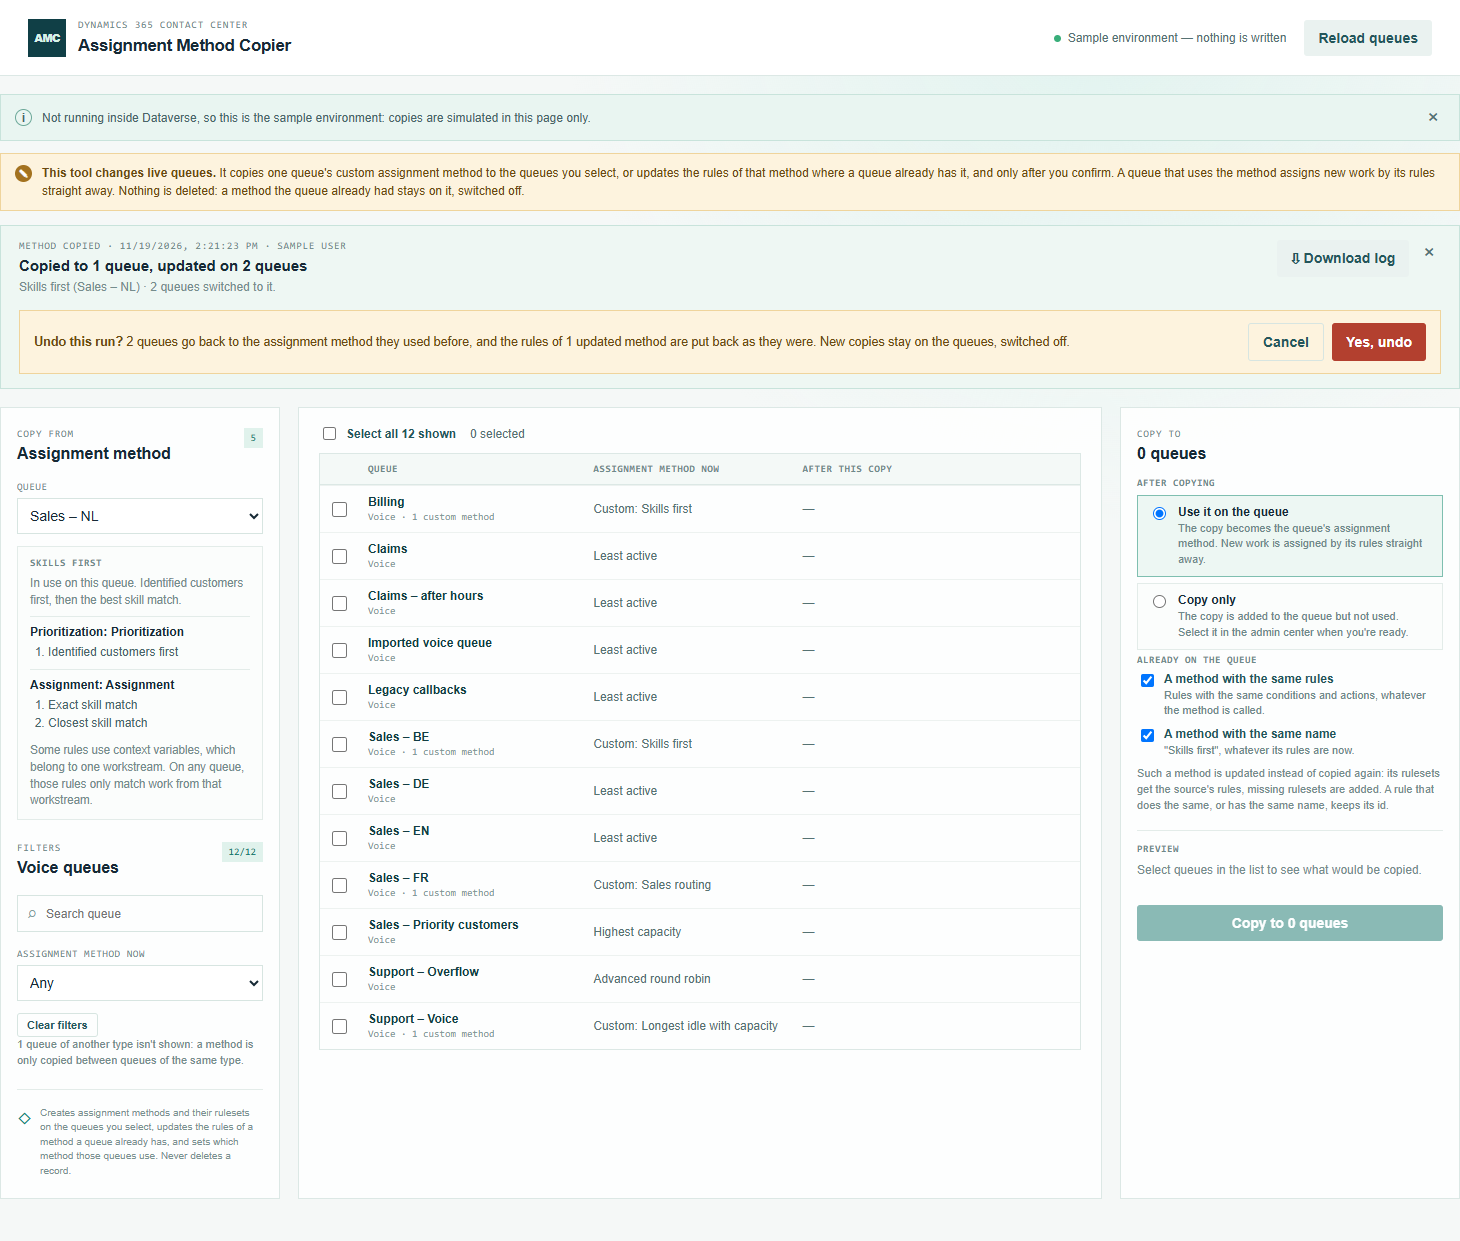 AMC
DYNAMICS 365 CONTACT CENTER
Assignment Method Copier
Sample environment — nothing is written
Reload queues
Not running inside Dataverse, so this is the sample environment: copies are simulated in this page only.
This tool changes live queues. It copies one queue's custom assignment method to the queues you select, or updates the rules of that method where a queue already has it, and only after you confirm. A queue that uses the method assigns new work by its rules
straight away. Nothing is deleted: a method the queue already had stays on it, switched off.
METHOD COPIED · 11/19/2026, 2:21:23 PM · SAMPLE USER
Copied to 1 queue, updated on 2 queues
Skills first (Sales – NL) · 2 queues switched to it.
⇩ Download log
Undo this run? 2 queues go back to the assignment method they used before, and the rules of 1 updated method are put back as they were. New copies stay on the queues, switched off.
Cancel
Yes, undo
COPY FROM
5
Assignment method
QUEUE
Sales – NL
SKILLS FIRST
In use on this queue. Identified customers
first, then the best skill match.
Prioritization: Prioritization
1. Identified customers first
Assignment: Assignment
1. Exact skill match
2. Closest skill match
Some rules use context variables, which
belong to one workstream. On any queue,
those rules only match work from that
workstream.
FILTERS
12/12
Voice queues
Search queue
ASSIGNMENT METHOD NOW
Any
Clear filters
1 queue of another type isn't shown: a method is
only copied between queues of the same type.
Creates assignment methods and their rulesets
on the queues you select, updates the rules of a
method a queue already has, and sets which
method those queues use. Never deletes a
record.
Select all 12 shown
0 selected
QUEUE ASSIGNMENT METHOD NOW AFTER THIS COPY
Billing
Voice · 1 custom method
Custom: Skills first
—
Claims
Voice
Least active
—
Claims – after hours
Voice
Least active
—
Imported voice queue
Voice
Least active
—
Legacy callbacks
Voice
Least active
—
Sales – BE
Voice · 1 custom method
Custom: Skills first
—
Sales – DE
Voice
Least active
—
Sales – EN
Voice
Least active
—
Sales – FR
Voice · 1 custom method
Custom: Sales routing
—
Sales – Priority customers
Voice
Highest capacity
—
Support – Overflow
Voice
Advanced round robin
—
Support – Voice
Voice · 1 custom method
Custom: Longest idle with capacity
—
COPY TO
0 queues
AFTER COPYING
Use it on the queue
The copy becomes the queue's assignment
method. New work is assigned by its rules straight
away.
Copy only
The copy is added to the queue but not used.
Select it in the admin center when you're ready.
ALREADY ON THE QUEUE
A method with the same rules
Rules with the same conditions and actions, whatever
the method is called.
A method with the same name
"Skills first", whatever its rules are now.
Such a method is updated instead of copied again: its rulesets
get the source's rules, missing rulesets are added. A rule that
does the same, or has the same name, keeps its id.
PREVIEW
Select queues in the list to see what would be copied.
Copy to 0 queues